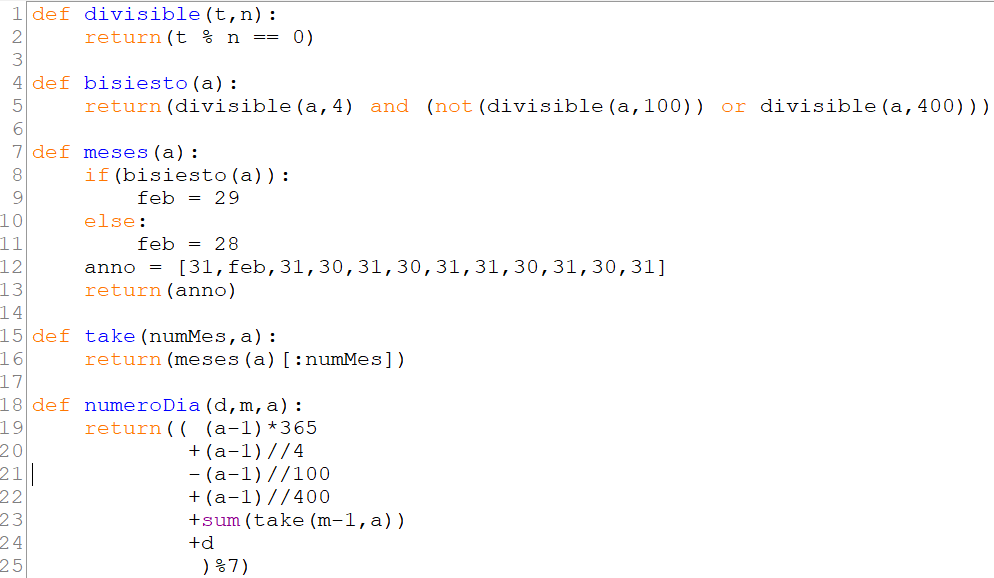 1 def divisible(t,n):
2     return(t % n == 0)
3
4 def bisiesto(a):
5     return(divisible(a,4) and (not(divisible(a,100)) or divisible(a,400)))
6
7 def meses(a):
8     if(bisiesto(a)):
9         feb = 29
10     else:
11         feb = 28
12     anno = [31,feb,31,30,31,30,31,31,30,31,30,31]
13     return(anno)
14
15 def take(numMes,a):
16     return(meses(a)[:numMes])
17
18 def numeroDia(d,m,a):
19     return(( (a-1)*365
20             +(a-1)//4
21             -(a-1)//100
22             +(a-1)//400
23             +sum(take(m-1,a))
24             +d
25              )%7)